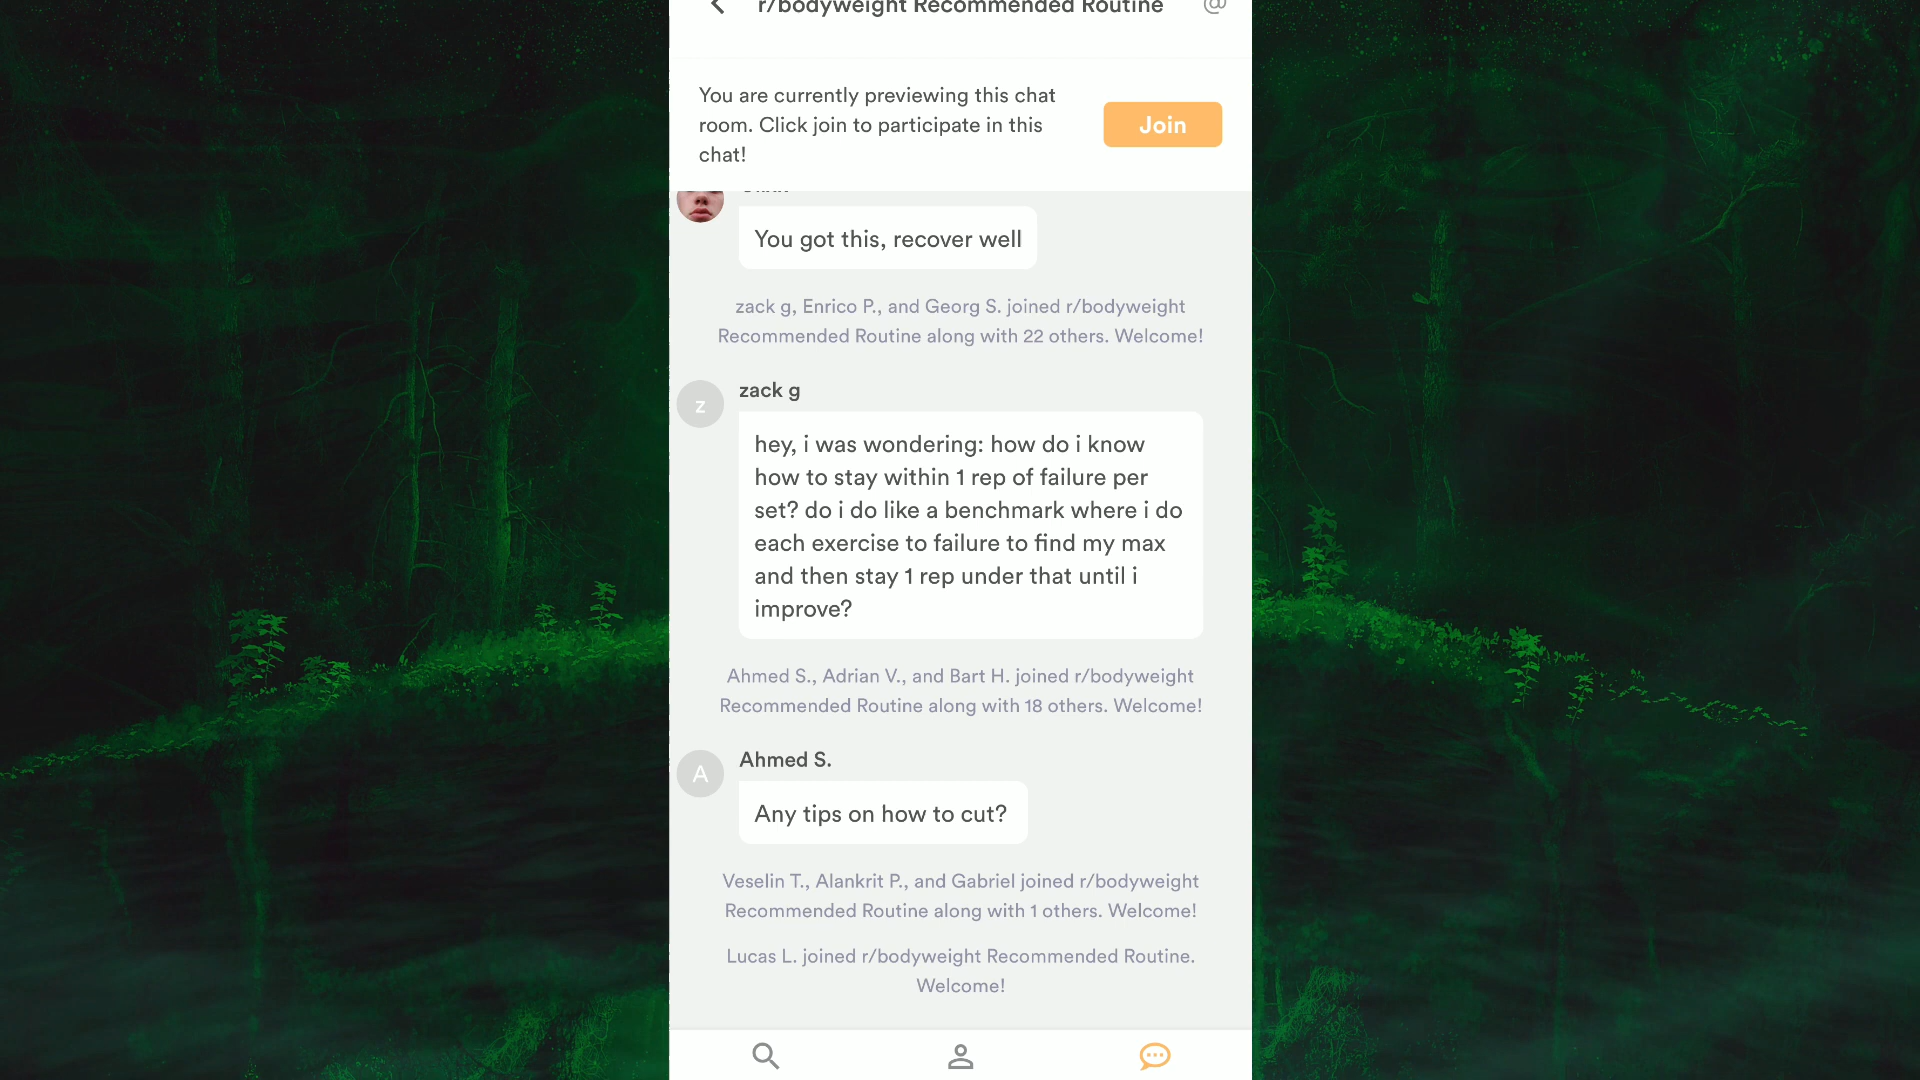 r/bodyweight Recommended Routine @
You are currently previewing this chat
room. Click join to participate in this
chat!
Join
You got this, recover well
zack g, Enrico P., and Georg S. joined r/bodyweight
Recommended Routine along with 22 others. Welcome!
z
zack g
hey, i was wondering: how do i know
how to stay within 1 rep of failure per
set? do i do like a benchmark where i do
each exercise to failure to find my max
and then stay 1 rep under that until i
improve?
Ahmed S., Adrian V., and Bart H. joined r/bodyweight
Recommended Routine along with 18 others. Welcome!
A
Ahmed S.
Any tips on how to cut?
Veselin T., Alankrit P., and Gabriel joined r/bodyweight
Recommended Routine along with 1 others. Welcome!
Lucas L. joined r/bodyweight Recommended Routine.
Welcome!